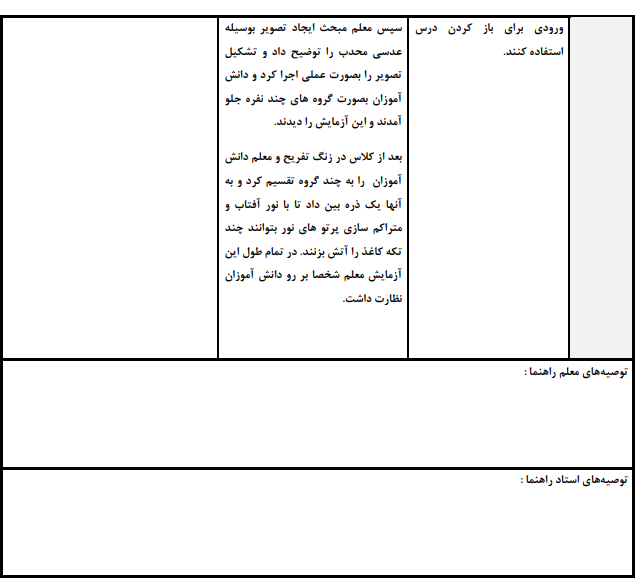 ورودی برای باز کردن درس
استفاده کنند.
سپس معلم مبحث ایجاد تصویر بوسیله
عدسی محدب را توضیح داد و تشکیل
تصویر را بصورت عملی اجرا کرد و دانش
آموزان بصورت گروه های چند نفره جلو
آمدند و این آزمایش را دیدند.
بعد از کلاس در زنگ تفریح و معلم دانش
آموزان را به چند گروه تقسیم کرد و به
آنها یک ذره بین داد تا با نور آفتاب و
متراکم سازی پرتو های نور بتوانند چند
تکه کاغذ را آتش بزنند. در تمام طول این
آزمایش معلم شخصا بر رو دانش آموزان
نظارت داشت.
توصیه‌های معلم راهنما :
توصیه‌های استاد راهنما :